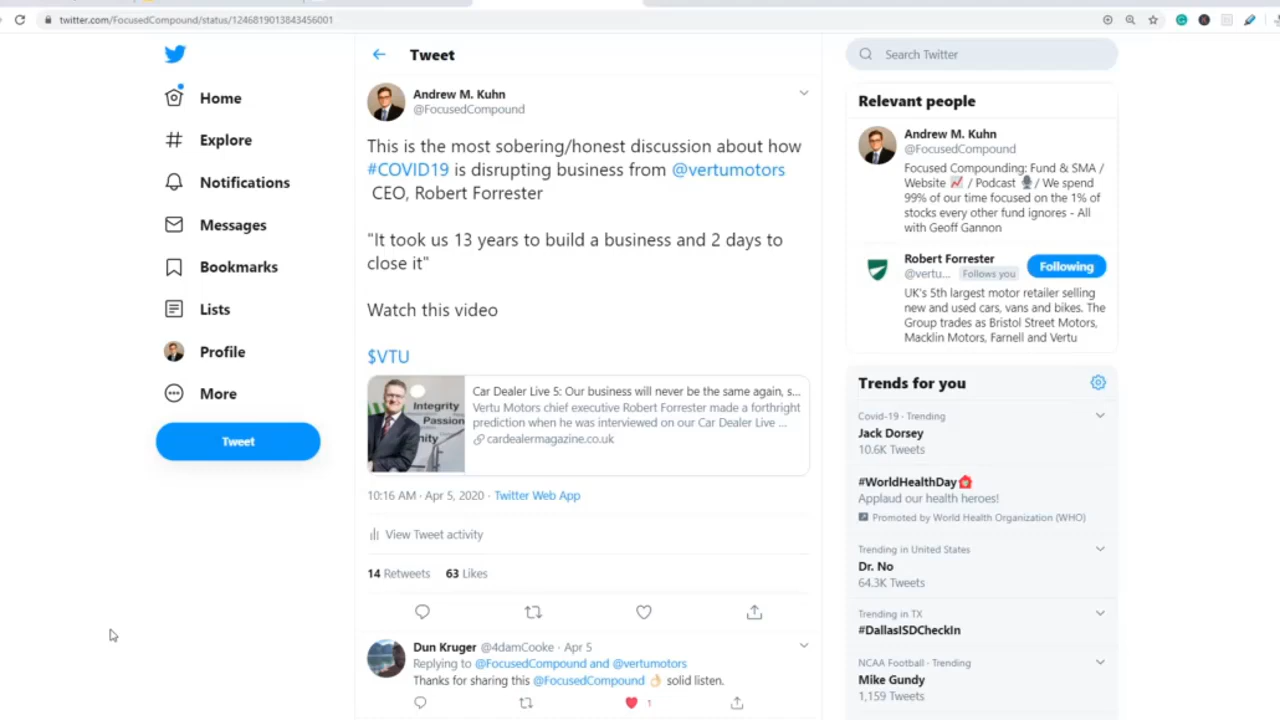 twitter.com/FocusedCompound/status/1246819013843456001
Home
Explore
Notifications
Messages
Bookmarks
Lists
Profile
More
Tweet
Tweet
Andrew M. Kuhn
@FocusedCompound
This is the most sobering/honest discussion about how
#COVID19 is disrupting business from @vertumotors
CEO, Robert Forrester
"It took us 13 years to build a business and 2 days to
close it"
Watch this video
$VTU
Integrity
Passion
Car Dealer Live 5: Our business will never be the same again, s...
Vertu Motors chief executive Robert Forrester made a forthright
prediction when he was interviewed on our Car Dealer Live ...
cardealermagazine.co.uk
10:16 AM · Apr 5, 2020 · Twitter Web App
View Tweet activity
14 Retweets 63 Likes
Dun Kruger @4damCooke · Apr 5
Replying to @FocusedCompound and @vertumotors
Thanks for sharing this @FocusedCompound 👌 solid listen.
1
Search Twitter
Relevant people
Andrew M. Kuhn
@FocusedCompound
Focused Compounding: Fund & SMA /
Website 📈 / Podcast 🎙 / We spend
99% of our time focused on the 1% of
stocks every other fund ignores - All
with Geoff Gannon
Robert Forrester
@vertu... Follows you
Following
UK's 5th largest motor retailer selling
new and used cars, vans and bikes. The
Group trades as Bristol Street Motors,
Macklin Motors, Farnell and Vertu
Trends for you
Covid-19 · Trending
Jack Dorsey
10.6K Tweets
#WorldHealthDay
Applaud our health heroes!
Promoted by World Health Organization (WHO)
Trending in United States
Dr. No
64.3K Tweets
Trending in TX
#DallasISDCheckIn
NCAA Football · Trending
Mike Gundy
1,159 Tweets